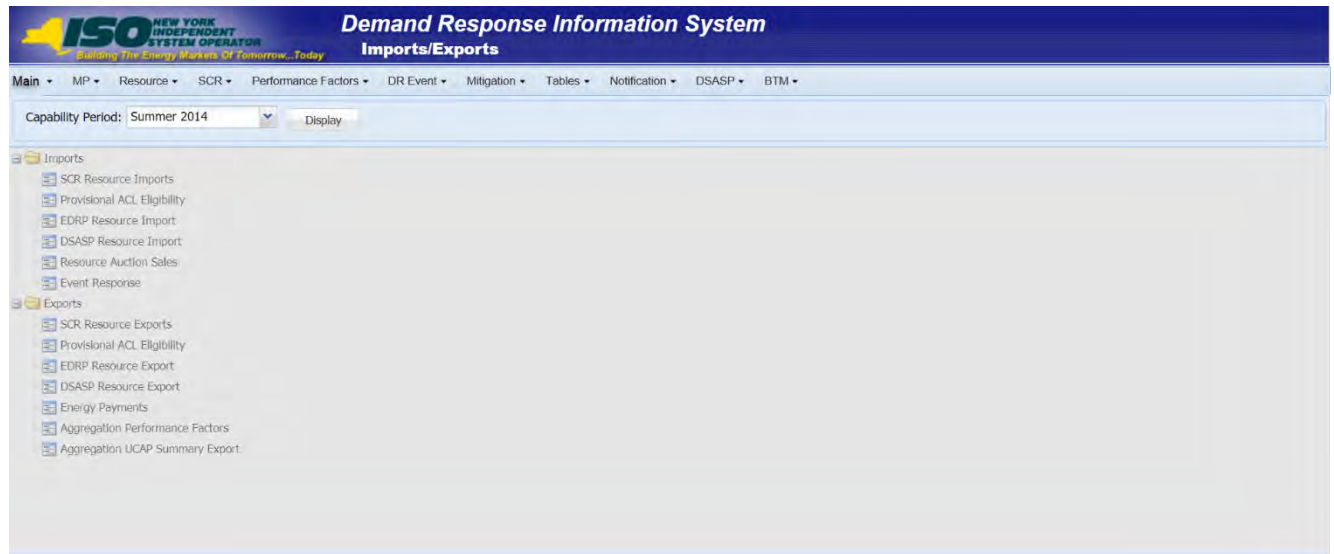 ISO NEW YORK INDEPENDENT SYSTEM OPERATOR
Building The Energy Markets Of Tomorrow...Today
Demand Response Information System
Imports/Exports
Main MP Resource SCR Performance Factors DR Event Mitigation Tables Notification DSASP BTM
Capability Period: Summer 2014 Display
Imports
SCR Resource Imports
Provisional ACL Eligibility
EDRP Resource Import
DSASP Resource Import
Resource Auction Sales
Event Response
Exports
SCR Resource Exports
Provisional ACL Eligibility
EDRP Resource Export
DSASP Resource Export
Energy Payments
Aggregation Performance Factors
Aggregation UCAP Summary Export